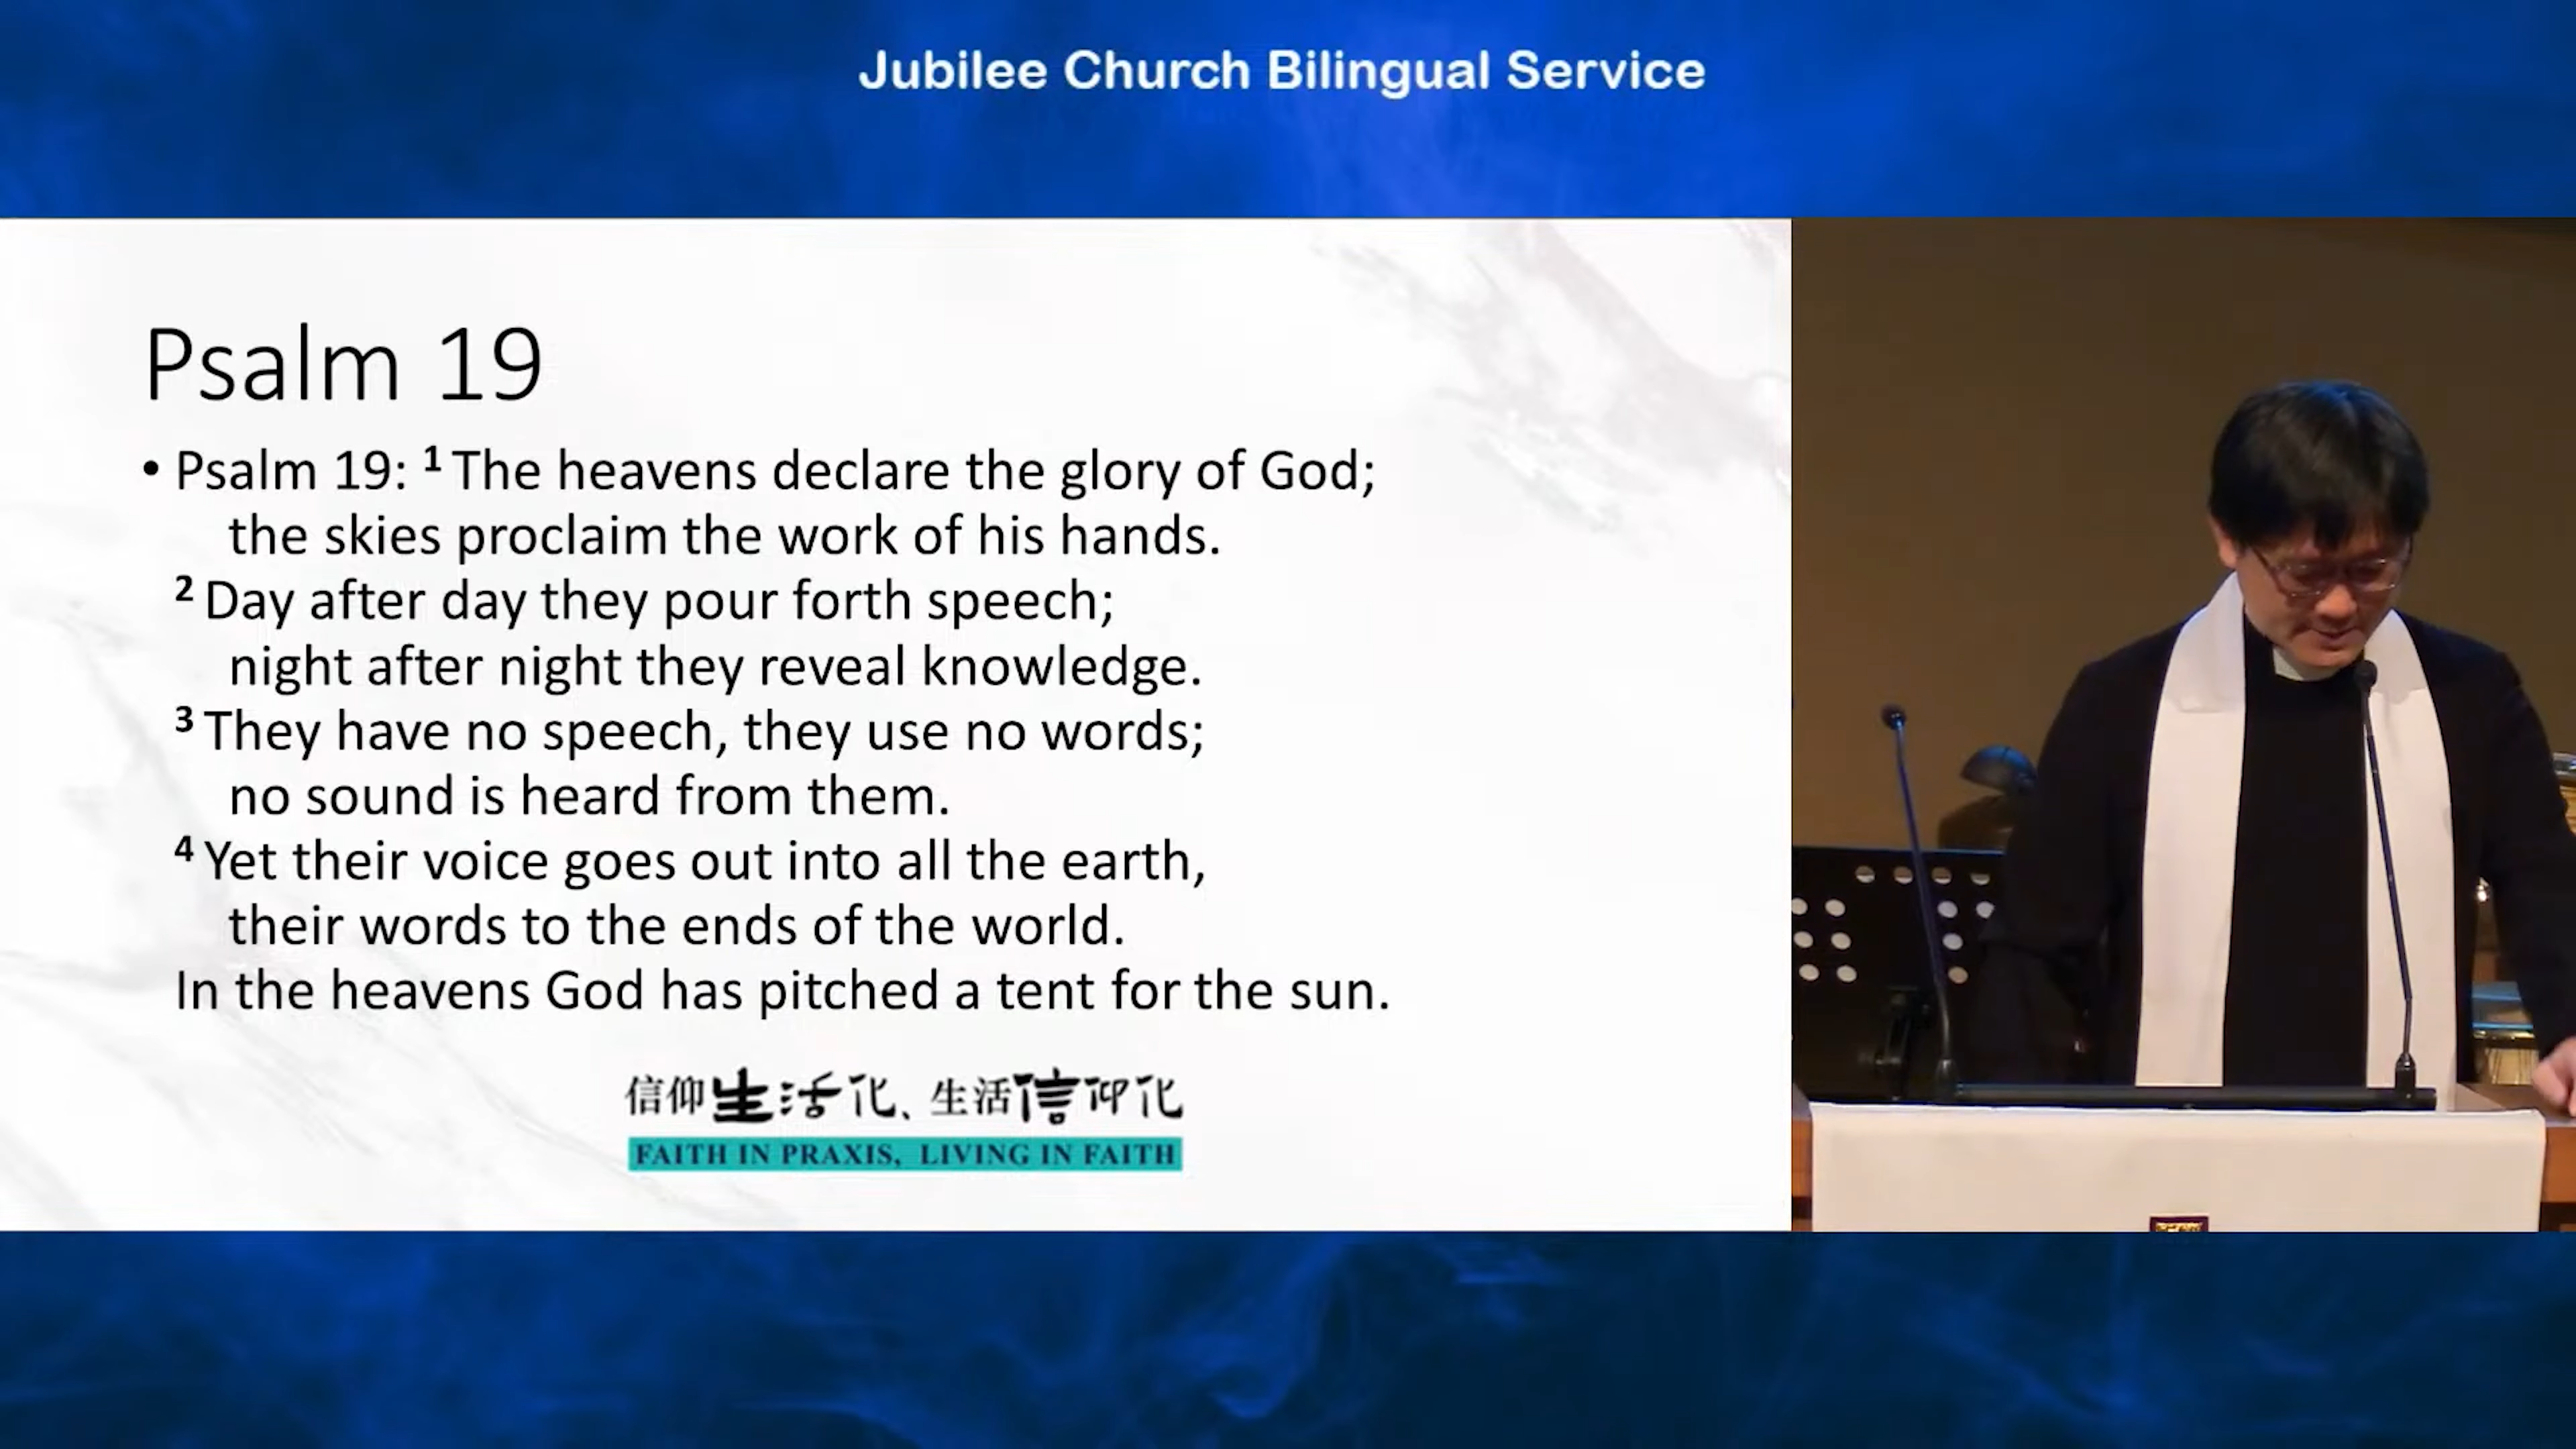 Jubilee Church Bilingual Service
Psalm 19
• Psalm 19: 1 The heavens declare the glory of God;
the skies proclaim the work of his hands.
2 Day after day they pour forth speech;
night after night they reveal knowledge.
3 They have no speech, they use no words;
no sound is heard from them.
4 Yet their voice goes out into all the earth,
their words to the ends of the world.
In the heavens God has pitched a tent for the sun.
信仰生活化、生活信仰化
FAITH IN PRAXIS, LIVING IN FAITH